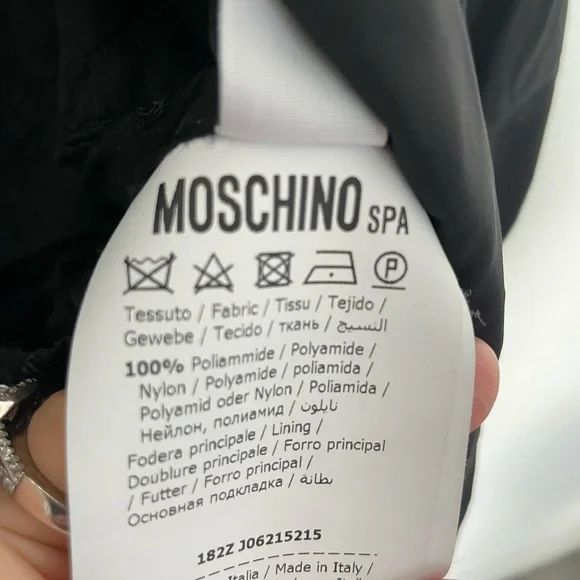 MOSCHINO SPA
P
Tessuto / Fabric / Tissu / Tejido /
Gewebe / Tecido / ткань / النسيج
100% Poliammide / Polyamide /
Nylon / Polyamide / poliamida /
Polyamid oder Nylon / Poliamida /
Нейлон, полиамид / نايلون
Fodera principale / Lining /
Doublure principale / Forro principal
/ Futter / Forro principal /
Основная подкладка / بطانة
182Z J06215215
Italia / Made in Italy /